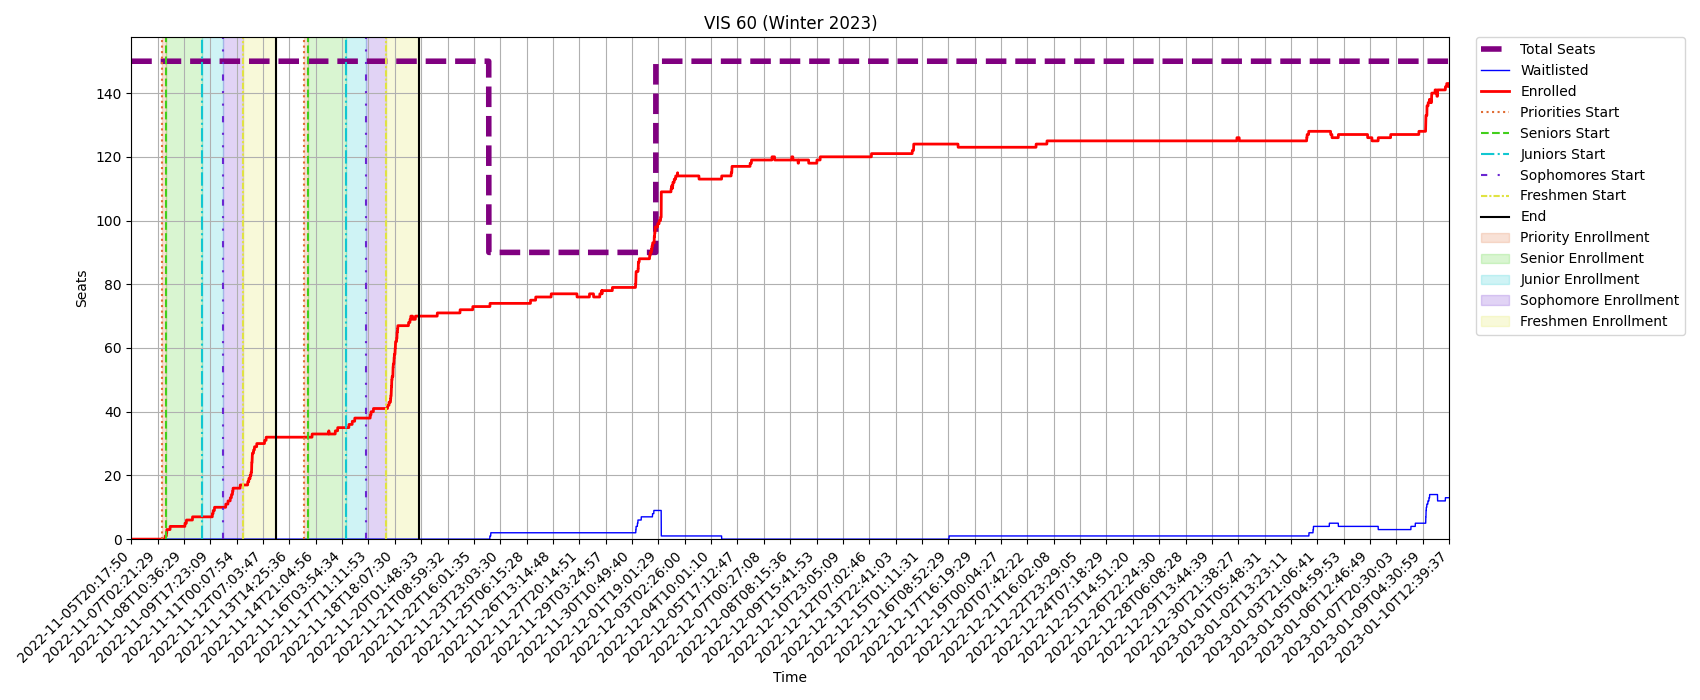 VIS 60 (Winter 2023)
Seats
140
120
100
80
60
40
20
0
2022-11-05T20:17:50
2022-11-07T02:21:29
2022-11-08T10:36:29
2022-11-09T17:23:09
2022-11-11T00:07:54
2022-11-12T07:03:47
2022-11-13T14:25:36
2022-11-14T21:04:56
2022-11-16T03:54:34
2022-11-17T11:11:53
2022-11-18T18:07:30
2022-11-20T01:48:33
2022-11-21T08:59:32
2022-11-22T16:01:35
2022-11-23T23:03:30
2022-11-25T06:15:28
2022-11-26T13:14:48
2022-11-27T20:14:51
2022-11-29T03:24:57
2022-11-30T10:49:40
2022-12-01T19:01:29
2022-12-03T02:26:00
2022-12-04T10:01:10
2022-12-05T17:12:47
2022-12-07T00:27:08
2022-12-08T08:15:36
2022-12-09T15:41:53
2022-12-10T23:05:09
2022-12-12T07:02:46
2022-12-13T22:41:03
2022-12-15T11:11:31
2022-12-16T08:52:29
2022-12-17T16:19:29
2022-12-19T00:04:27
2022-12-20T07:42:22
2022-12-21T16:02:08
2022-12-22T23:29:05
2022-12-24T07:18:29
2022-12-25T14:51:20
2022-12-26T22:24:30
2022-12-28T06:08:28
2022-12-29T13:44:39
2022-12-30T21:38:27
2023-01-01T05:48:31
2023-01-02T13:23:11
2023-01-03T21:06:41
2023-01-05T04:59:53
2023-01-06T12:46:49
2023-01-07T20:30:03
2023-01-09T04:30:59
2023-01-10T12:39:37
Time
Total Seats
Waitlisted
Enrolled
Priorities Start
Seniors Start
Juniors Start
Sophomores Start
Freshmen Start
End
Priority Enrollment
Senior Enrollment
Junior Enrollment
Sophomore Enrollment
Freshmen Enrollment